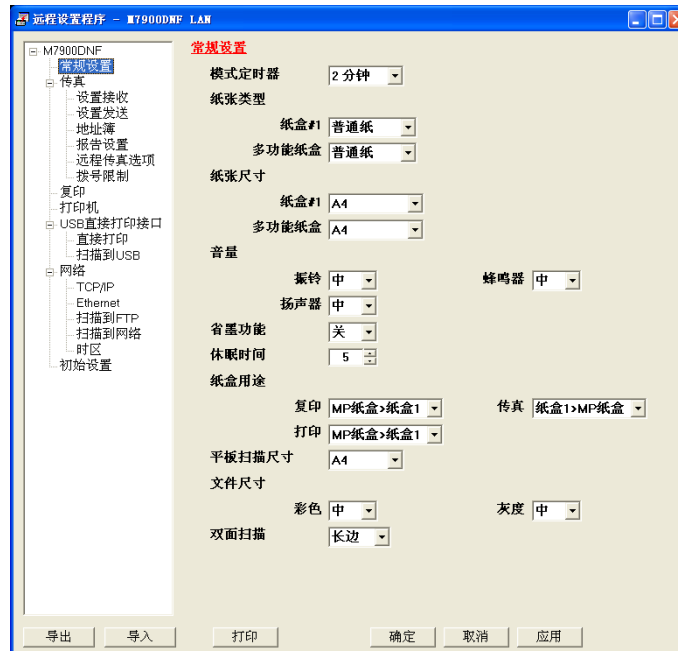 远程设置程序 - M7900DNF LAN
M7900DNF
常规设置
传真
设置接收
设置发送
地址簿
报告设置
远程传真选项
拨号限制
复印
打印机
USB直接打印接口
直接打印
扫描到USB
网络
TCP/IP
Ethernet
扫描到FTP
扫描到网络
时区
初始设置
常规设置
模式定时器 2 分钟
纸张类型
纸盒#1 普通纸
多功能纸盒 普通纸
纸张尺寸
纸盒#1 A4
多功能纸盒 A4
音量
振铃 中 蜂鸣器 中
扬声器 中
省墨功能 关
休眠时间 5
纸盒用途
复印 MP纸盒>纸盒1 传真 纸盒1>MP纸盒
打印 MP纸盒>纸盒1
平板扫描尺寸 A4
文件尺寸
彩色 中 灰度 中
双面扫描 长边
导出 导入 打印 确定 取消 应用